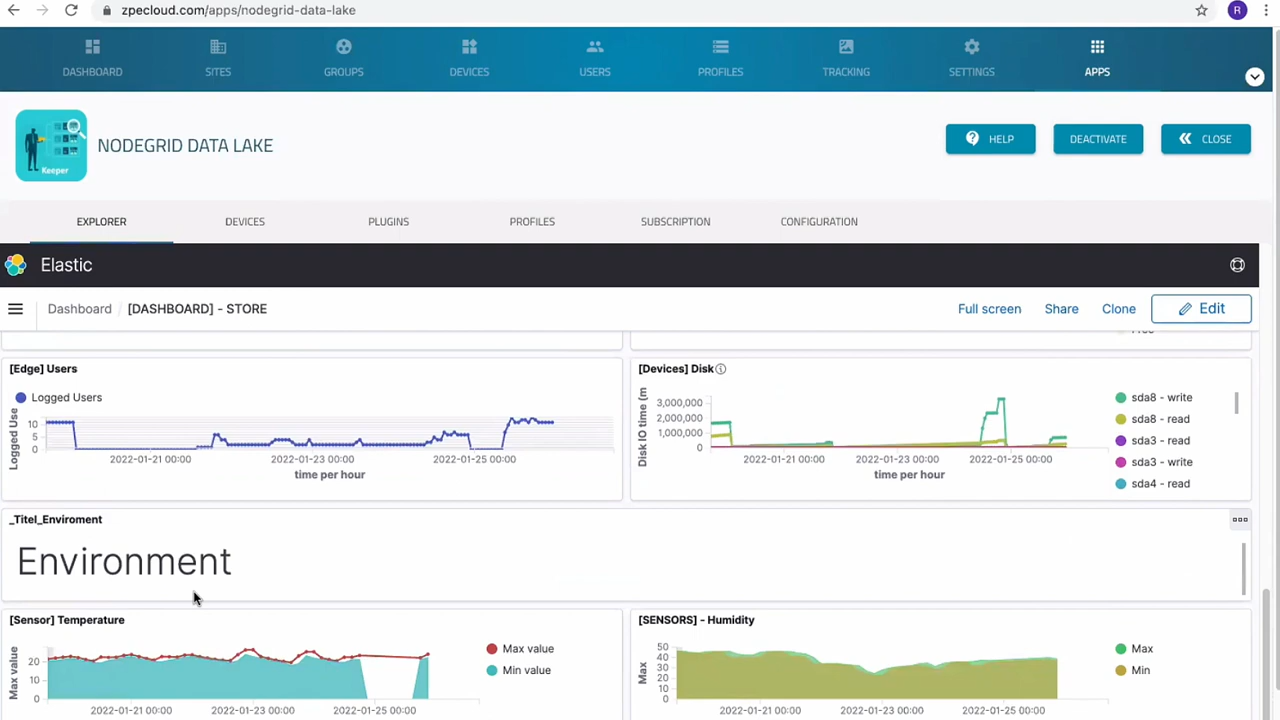 zpecloud.com/apps/nodegrid-data-lake
R
DASHBOARD
SITES
GROUPS
DEVICES
USERS
PROFILES
TRACKING
SETTINGS
APPS
Keeper
NODEGRID DATA LAKE
HELP
DEACTIVATE
CLOSE
EXPLORER
DEVICES
PLUGINS
PROFILES
SUBSCRIPTION
CONFIGURATION
Elastic
Dashboard / [DASHBOARD] - STORE
Full screen
Share
Clone
Edit
[Edge] Users
Logged Users
Logged Use
10
5
0
2022-01-21 00:00
2022-01-23 00:00
2022-01-25 00:00
time per hour
[Devices] Disk
Disk IO time (m
3,000,000
2,000,000
1,000,000
0
2022-01-21 00:00
2022-01-23 00:00
2022-01-25 00:00
time per hour
sda8 - write
sda8 - read
sda3 - read
sda3 - write
sda4 - read
_Titel_Enviroment
Environment
[Sensor] Temperature
Max value
20
10
0
2022-01-21 00:00
2022-01-23 00:00
2022-01-25 00:00
Max value
Min value
[SENSORS] - Humidity
Max
50
40
30
20
10
0
2022-01-21 00:00
2022-01-23 00:00
2022-01-25 00:00
Max
Min